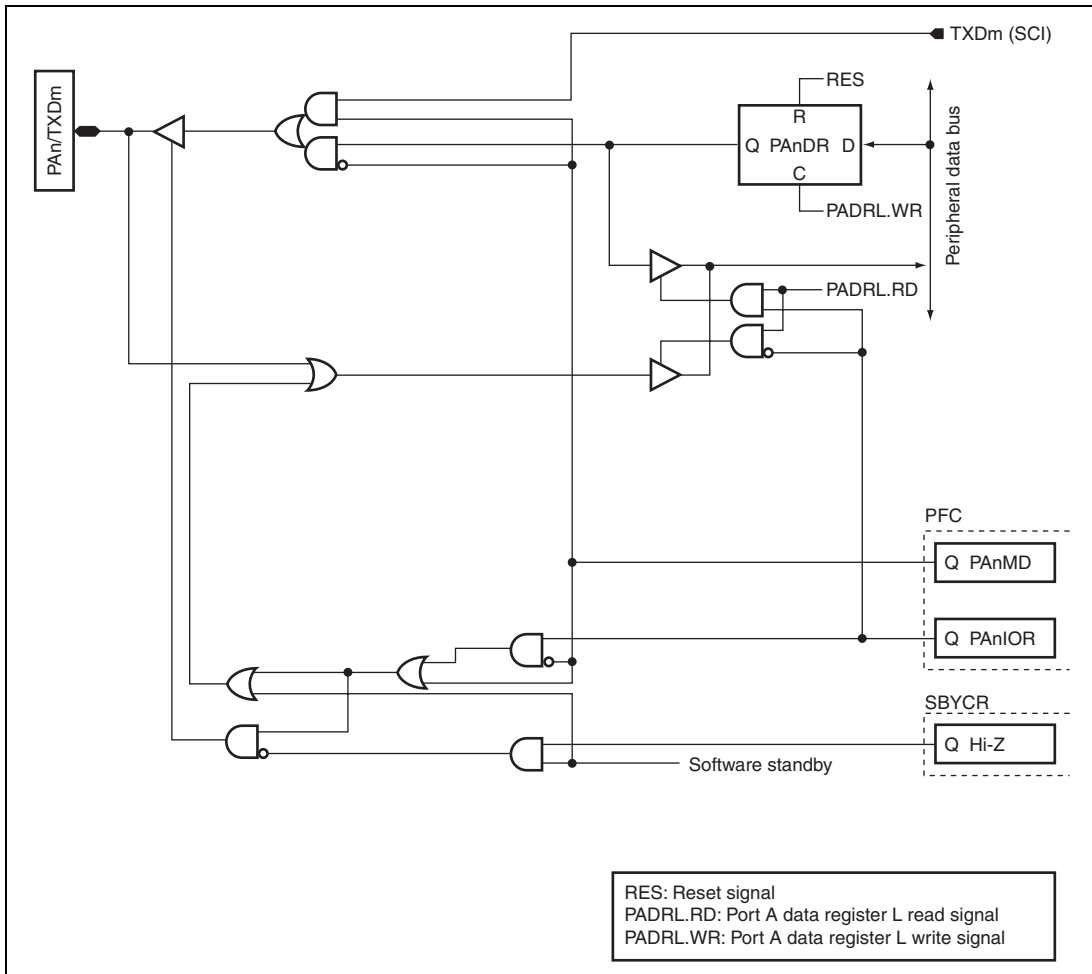 TXDm (SCI)
PAn/TXDm
RES
R
Q PAnDR D
C
PADRL.WR
Peripheral data bus
PADRL.RD
PFC
Q PAnMD
Q PAnIOR
SBYCR
Q Hi-Z
Software standby
RES: Reset signal
PADRL.RD: Port A data register L read signal
PADRL.WR: Port A data register L write signal